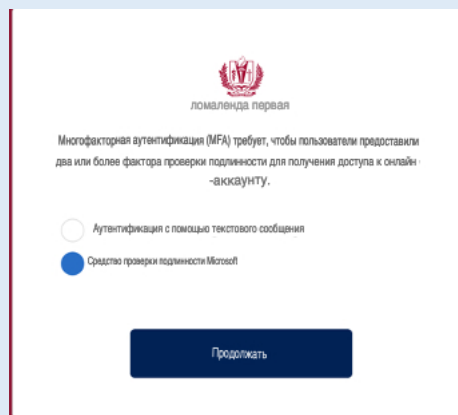 ломаленда первая
Многофакторная аутентификация (MFA) требует, чтобы пользователи предоставили
два или более фактора проверки подлинности для получения доступа к онлайн
-аккаунту.
Аутентификация с помощью текстового сообщения
Средство проверки подлинности Microsoft
Продолжать